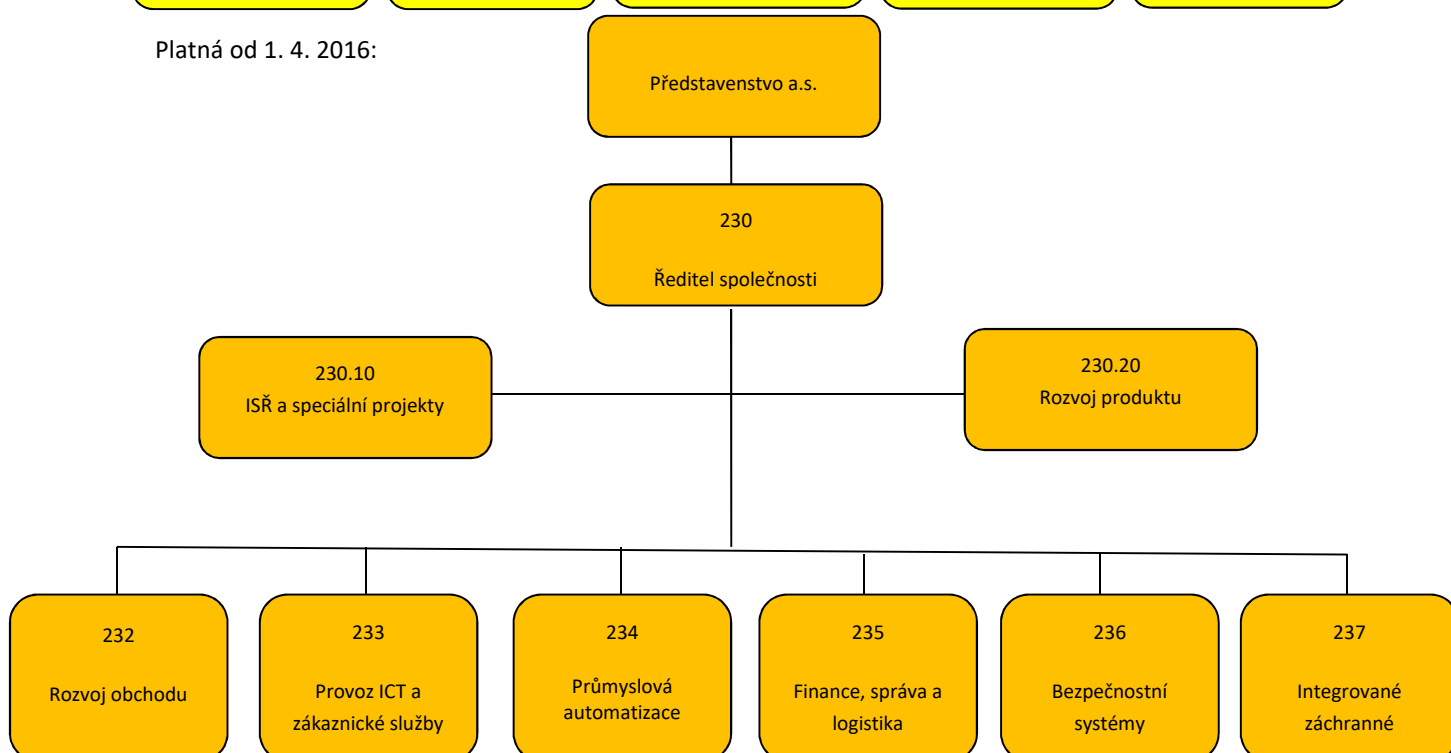 Platná od 1. 4. 2016:
Představenstvo a.s.
230
Ředitel společnosti
230.10
ISŘ a speciální projekty
230.20
Rozvoj produktu
232
Rozvoj obchodu
233
Provoz ICT a
zákaznické služby
234
Průmyslová
automatizace
235
Finance, správa a
logistika
236
Bezpečnostní
systémy
237
Integrované
záchranné